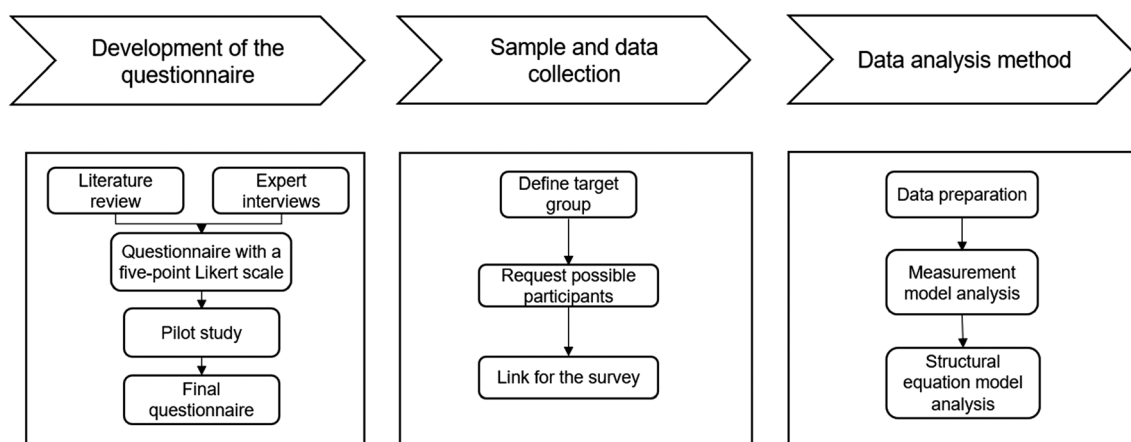 Development of the
questionnaire
Sample and data
collection
Data analysis method
Literature
review
Expert
interviews
Questionnaire with a
five-point Likert scale
Pilot study
Final
questionnaire
Define target
group
Request possible
participants
Link for the survey
Data preparation
Measurement
model analysis
Structural
equation model
analysis